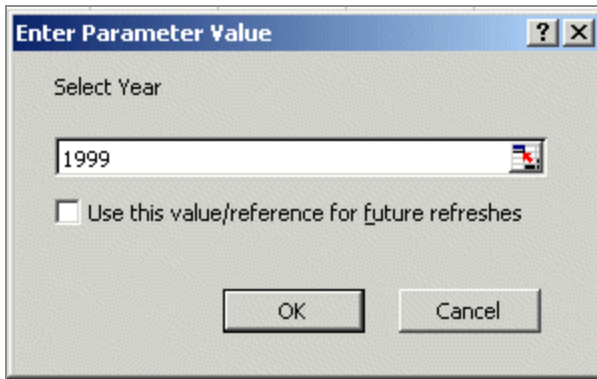 Enter Parameter Value
Select Year
1999
Use this value/reference for future refreshes
OK
Cancel